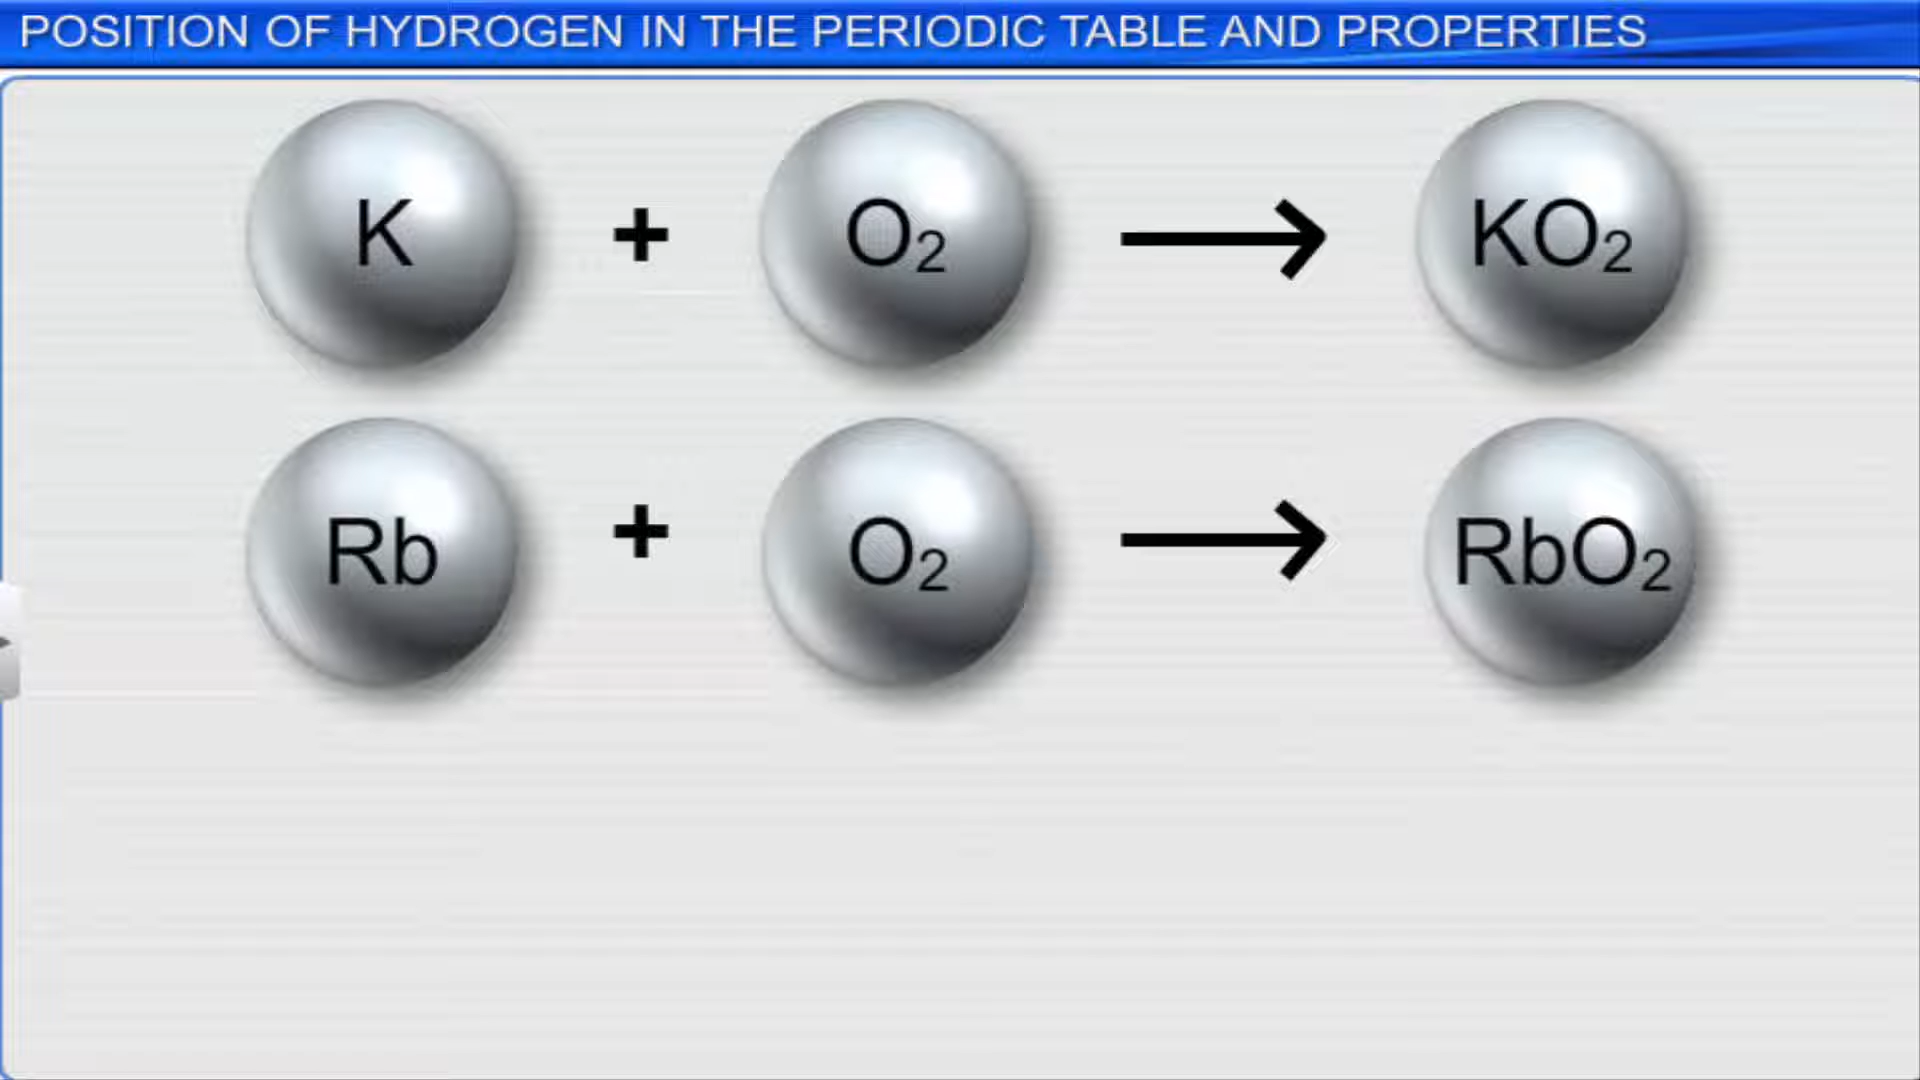 POSITION OF HYDROGEN IN THE PERIODIC TABLE AND PROPERTIES
K + O₂ → KO₂
Rb + O₂ → RbO₂